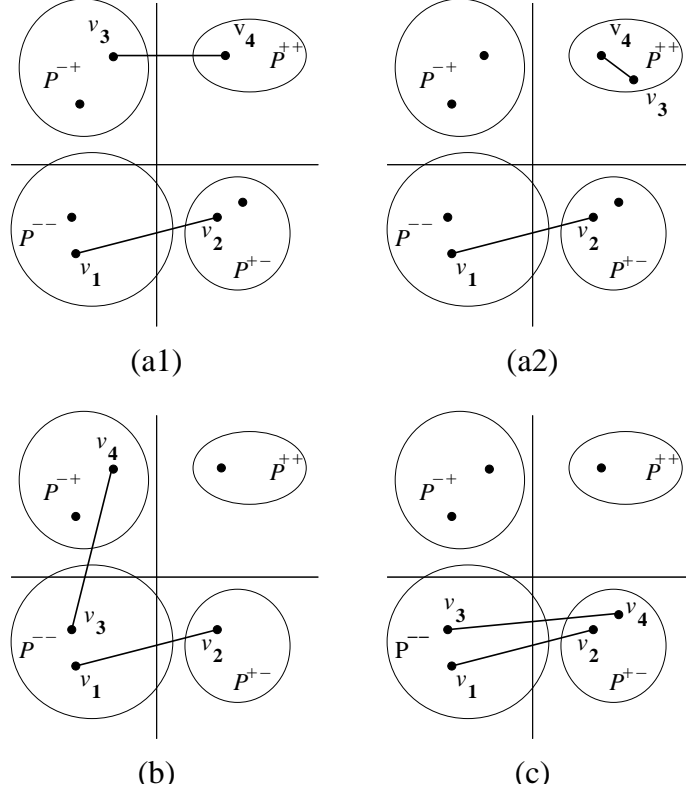 v₃ v₄ P⁻⁺ P⁺⁺
P⁻⁻ v₁ v₂ P⁺⁻
(a1)
v₄ P⁻⁺ P⁺⁺ v₃
P⁻⁻ v₁ v₂ P⁺⁻
(a2)
v₄ P⁻⁺ P⁺⁺
v₃ P⁻⁻ v₁ v₂ P⁺⁻
(b)
P⁻⁺ P⁺⁺
v₃ v₄ P⁻⁻ v₁ v₂ P⁺⁻
(c)